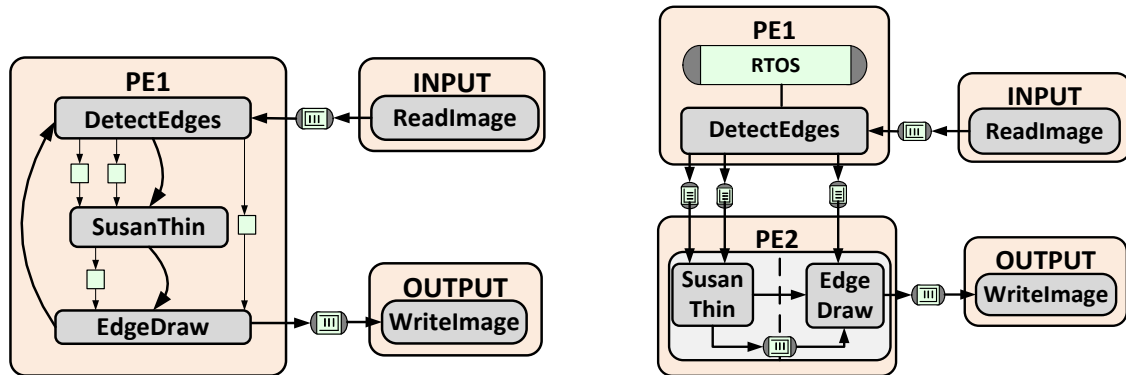 PE1
DetectEdges
SusanThin
EdgeDraw
INPUT
ReadImage
OUTPUT
WriteImage
PE1
RTOS
DetectEdges
INPUT
ReadImage
PE2
Susan
Thin
Edge
Draw
OUTPUT
WriteImage